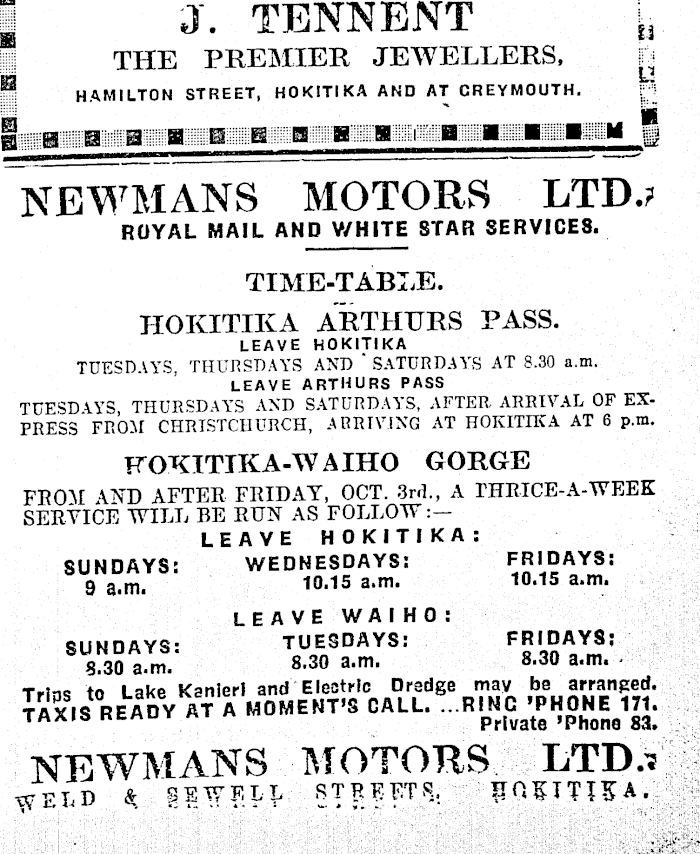 J. TENNENT
THE PREMIER JEWELLERS,
HAMILTON STREET, HOKITIKA AND AT GREYMOUTH.
NEWMANS MOTORS LTD.,
ROYAL MAIL AND WHITE STAR SERVICES.
TIME-TABLE.
HOKITIKA ARTHURS PASS.
LEAVE HOKITIKA
TUESDAYS, THURSDAYS AND SATURDAYS AT 8.30 a.m.
LEAVE ARTHURS PASS
TUESDAYS, THURSDAYS AND SATURDAYS, AFTER ARRIVAL OF EX-
PRESS FROM CHRISTCHURCH, ARRIVING AT HOKITIKA AT 6 p.m.
HOKITIKA-WAIHO GORGE
FROM AND AFTER FRIDAY, OCT. 3rd., A THRICE-A-WEEK
SERVICE WILL BE RUN AS FOLLOW:—
LEAVE HOKITIKA:
SUNDAYS: WEDNESDAYS: FRIDAYS:
9 a.m. 10.15 a.m. 10.15 a.m.
LEAVE WAIHO:
SUNDAYS: TUESDAYS: FRIDAYS:
8.30 a.m. 8.30 a.m. 8.30 a.m.
Trips to Lake Kanieri and Electric Dredge may be arranged.
TAXIS READY AT A MOMENT'S CALL. ...RING 'PHONE 171.
Private 'Phone 83.
NEWMANS MOTORS LTD.,
WELD & SEWELL STREETS, HOKITIKA.